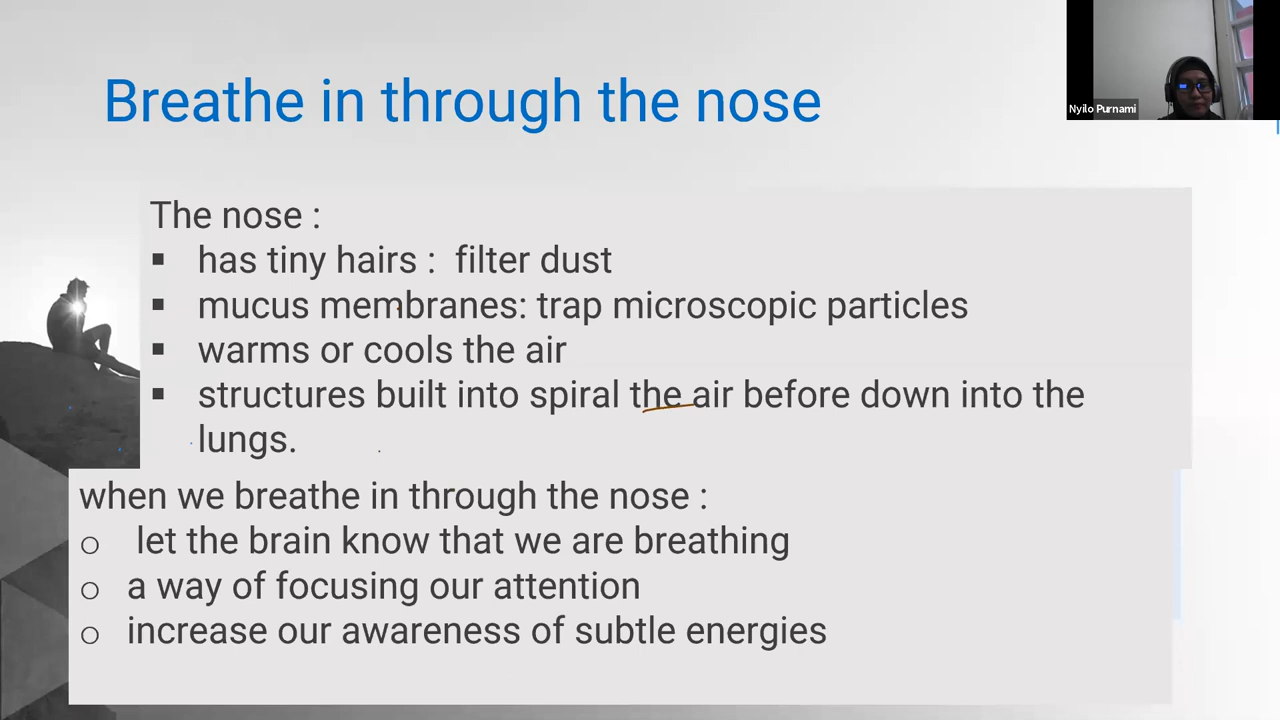 Breathe in through the nose
Nyilo Purnami
The nose :
▪ has tiny hairs : filter dust
▪ mucus membranes: trap microscopic particles
▪ warms or cools the air
▪ structures built into spiral the air before down into the
lungs.
when we breathe in through the nose :
o let the brain know that we are breathing
o a way of focusing our attention
o increase our awareness of subtle energies